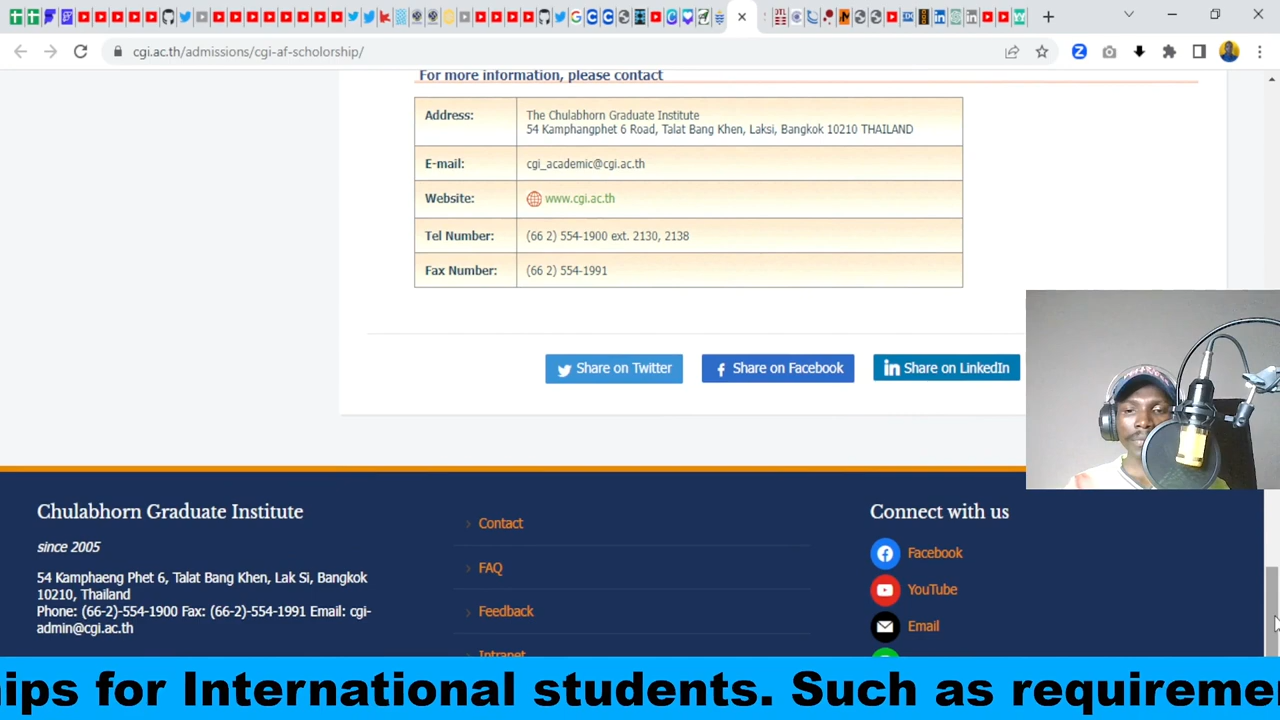 cgi.ac.th/admissions/cgi-af-scholorship/
For more information, please contact
Address:
The Chulabhorn Graduate Institute
54 Kamphangphet 6 Road, Talat Bang Khen, Laksi, Bangkok 10210 THAILAND
E-mail:
cgi_academic@cgi.ac.th
Website:
www.cgi.ac.th
Tel Number:
(66 2) 554-1900 ext. 2130, 2138
Fax Number:
(66 2) 554-1991
Share on Twitter
Share on Facebook
Share on LinkedIn
Chulabhorn Graduate Institute
since 2005
54 Kamphaeng Phet 6, Talat Bang Khen, Lak Si, Bangkok
10210, Thailand
Phone: (66-2)-554-1900 Fax: (66-2)-554-1991 Email: cgi-
admin@cgi.ac.th
Contact
FAQ
Feedback
Intranet
Connect with us
Facebook
YouTube
Email
hips for International students. Such as requireme